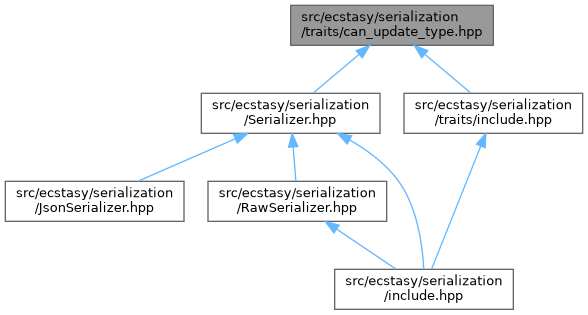 src/ecstasy/serialization
/traits/can_update_type.hpp
src/ecstasy/serialization
/Serializer.hpp
src/ecstasy/serialization
/traits/include.hpp
src/ecstasy/serialization
/JsonSerializer.hpp
src/ecstasy/serialization
/RawSerializer.hpp
src/ecstasy/serialization
/include.hpp